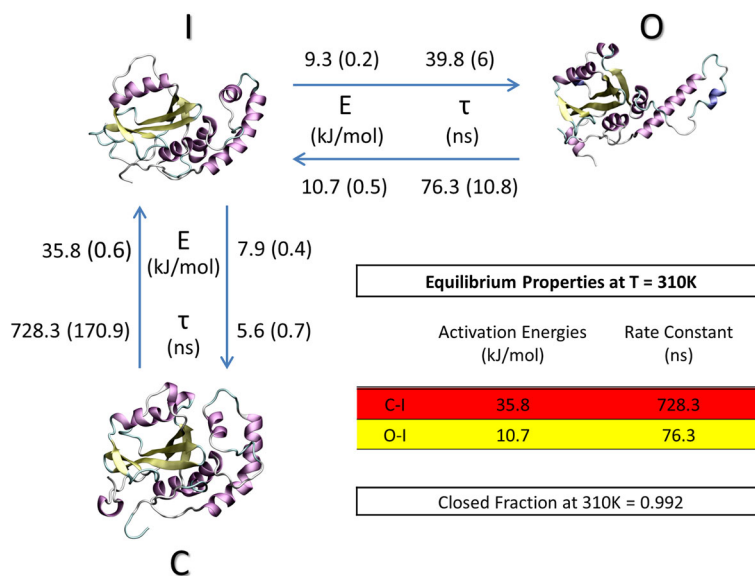 I
O
9.3 (0.2) 39.8 (6)
E τ
(kJ/mol) (ns)
10.7 (0.5) 76.3 (10.8)
35.8 (0.6) E 7.9 (0.4)
(kJ/mol)
728.3 (170.9) τ 5.6 (0.7)
(ns)
C
Equilibrium Properties at T = 310K
Activation Energies Rate Constant
(kJ/mol) (ns)
C-I 35.8 728.3
O-I 10.7 76.3
Closed Fraction at 310K = 0.992